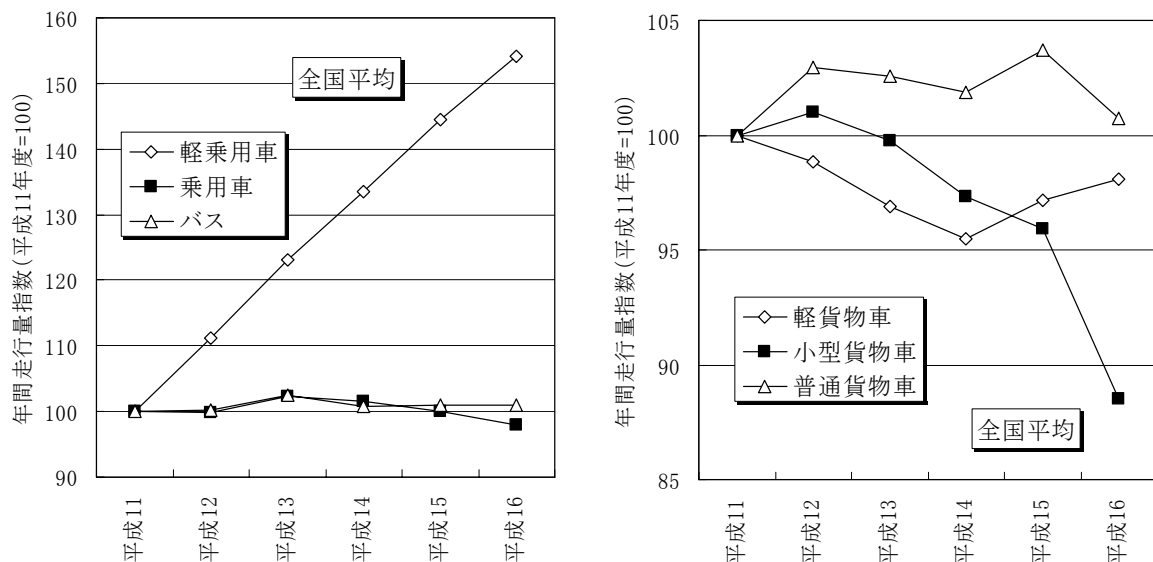 年間走行量指数(平成11年度=100)
160
150
140
130
120
110
100
90
全国平均
軽乗用車
乗用車
バス
平成11
平成12
平成13
平成14
平成15
平成16
年間走行量指数(平成11年度=100)
105
100
95
90
85
軽貨物車
小型貨物車
普通貨物車
全国平均
平成11
平成12
平成13
平成14
平成15
平成16